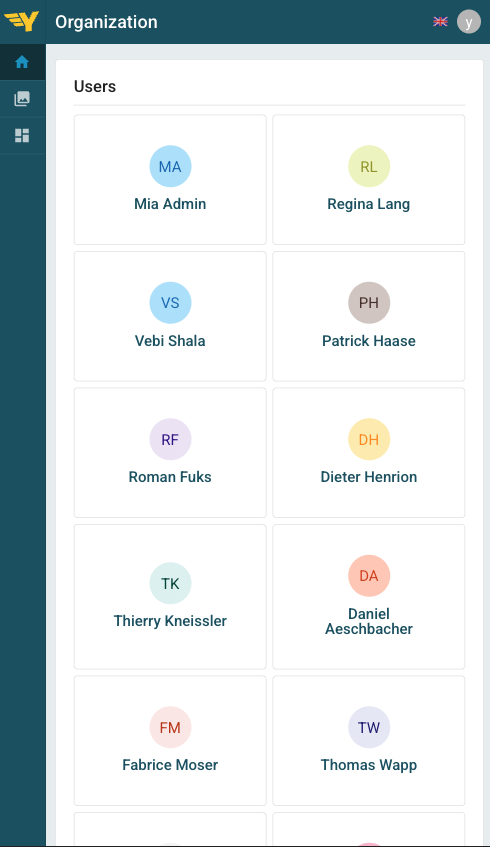 Organization
y
Users
MA
Mia Admin
RL
Regina Lang
VS
Vebi Shala
PH
Patrick Haase
RF
Roman Fuks
DH
Dieter Henrion
TK
Thierry Kneissler
DA
Daniel
Aeschbacher
FM
Fabrice Moser
TW
Thomas Wapp